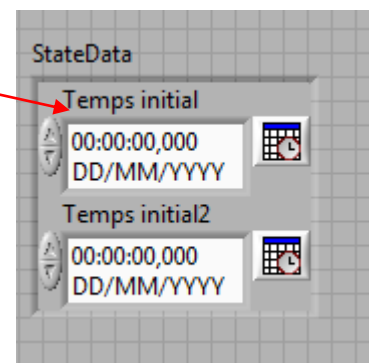 StateData
Temps initial
00:00:00,000
DD/MM/YYYY
Temps initial2
00:00:00,000
DD/MM/YYYY